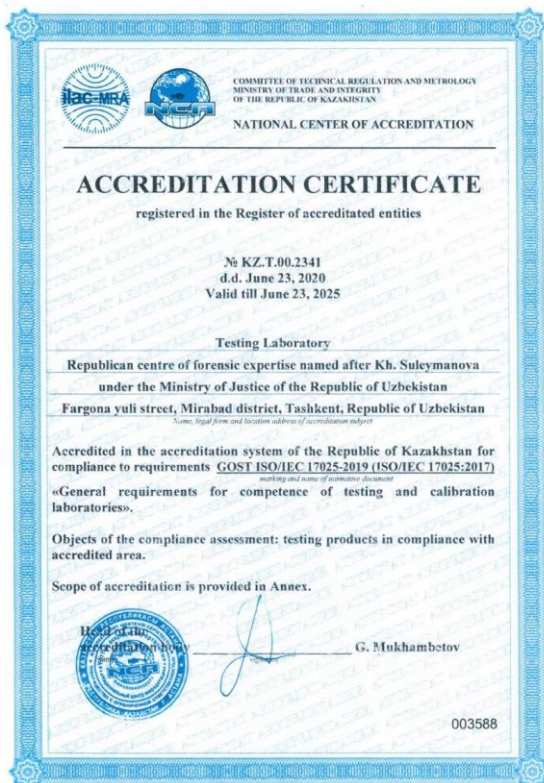 ilac-MRA
NCA
COMMITTEE OF TECHNICAL REGULATION AND METROLOGY
MINISTRY OF TRADE AND INTEGRITY
OF THE REPUBLIC OF KAZAKHSTAN
NATIONAL CENTER OF ACCREDITATION
ACCREDITATION CERTIFICATE
registered in the Register of accreditated entities
№ KZ.T.00.2341
d.d. June 23, 2020
Valid till June 23, 2025
Testing Laboratory
Republican centre of forensic expertise named after Kh. Suleymanova
under the Ministry of Justice of the Republic of Uzbekistan
Fargona yuli street, Mirabad district, Tashkent, Republic of Uzbekistan
Name, legal form and location address of accreditation subject
Accredited in the accreditation system of the Republic of Kazakhstan for
compliance to requirements GOST ISO/IEC 17025-2019 (ISO/IEC 17025:2017)
marking and name of normative document
«General requirements for competence of testing and calibration
laboratories».
Objects of the compliance assessment: testing products in compliance with
accredited area.
Scope of accreditation is provided in Annex.
Head of the
accreditation body
G. Mukhambetov
003588